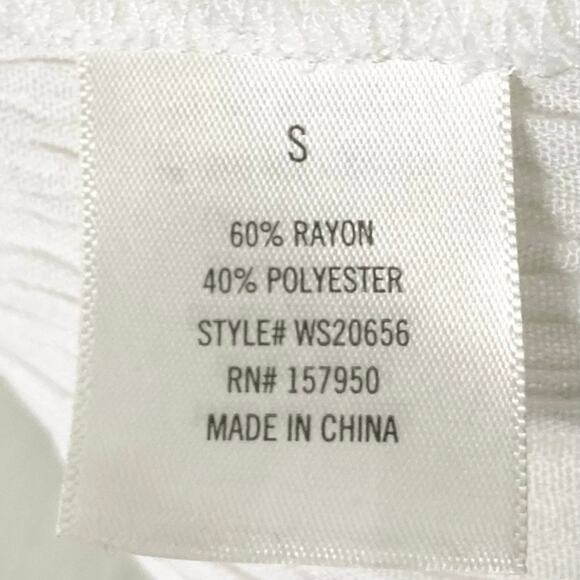 S
60% RAYON
40% POLYESTER
STYLE# WS20656
RN# 157950
MADE IN CHINA